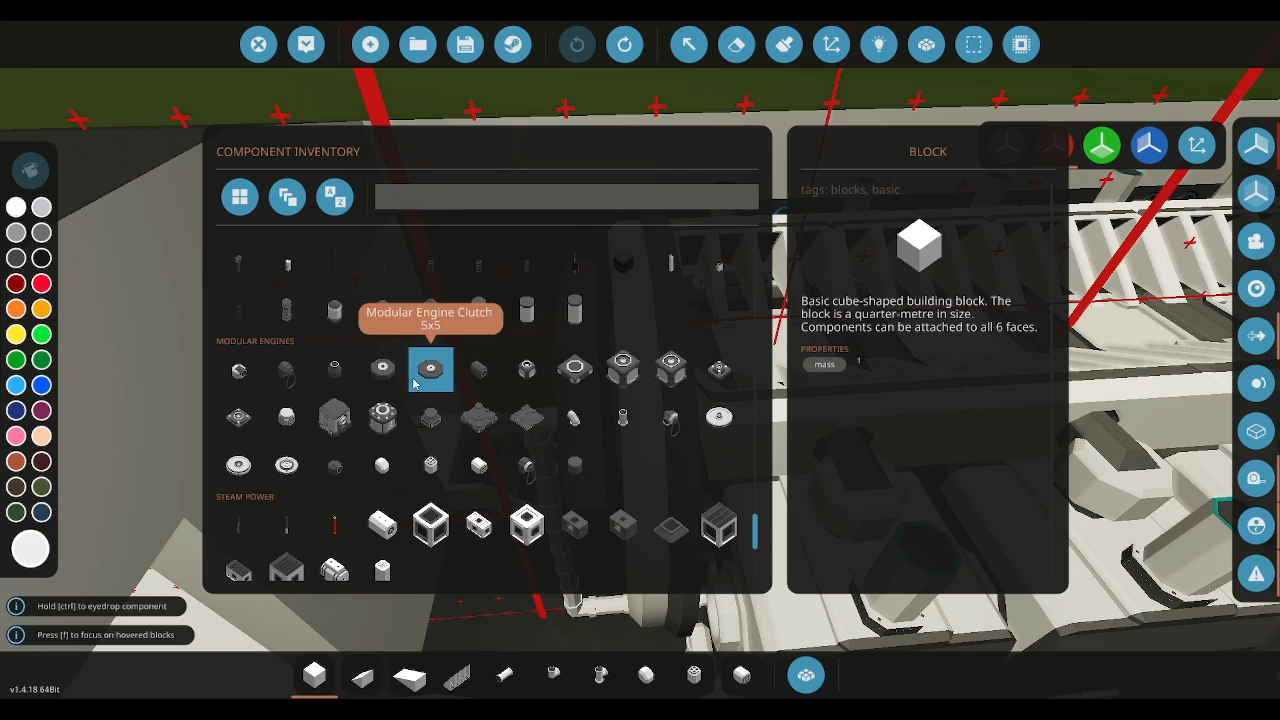 COMPONENT INVENTORY
A
Z
BLOCK
tags: blocks, basic
Basic cube-shaped building block. The
block is a quarter-metre in size.
Components can be attached to all 6 faces.
PROPERTIES
mass 1
Modular Engine Clutch
5x5
MODULAR ENGINES
STEAM POWER
Hold [ctrl] to eyedrop component
Press [f] to focus on hovered blocks
v1.4.18 64Bit